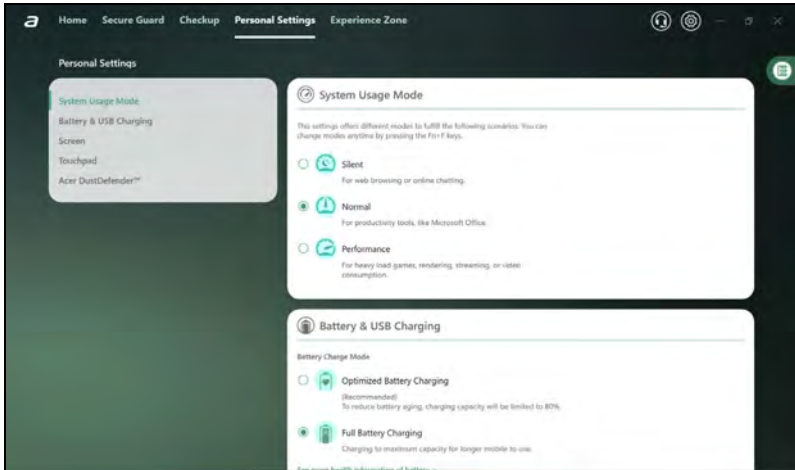 a Home Secure Guard Checkup Personal Settings Experience Zone
Personal Settings
System Usage Mode
Battery & USB Charging
Screen
Touchpad
Acer DustDefender™
System Usage Mode
This settings offers different modes to fulfill the following scenarios. You can
change modes anytime by pressing the Fn+F keys.
Silent
For web browsing or online chatting.
Normal
For productivity tools, like Microsoft Office.
Performance
For heavy load games, rendering, streaming, or video
consumption.
Battery & USB Charging
Battery Charge Mode
Optimized Battery Charging
(Recommended)
To reduce battery aging, charging capacity will be limited to 80%.
Full Battery Charging
Charging to maximum capacity for longer mobile to use.